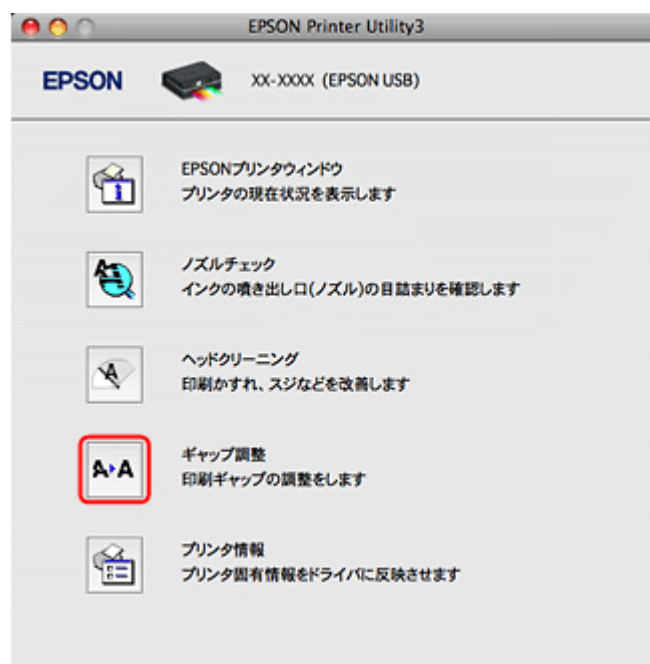 EPSON Printer Utility3
EPSON XX-XXXX (EPSON USB)
EPSONプリンタウィンドウ
プリンタの現在状況を表示します
ノズルチェック
インクの噴き出し口(ノズル)の目詰まりを確認します
ヘッドクリーニング
印刷かすれ、スジなどを改善します
A▸A ギャップ調整
印刷ギャップの調整をします
プリンタ情報
プリンタ固有情報をドライバに反映させます